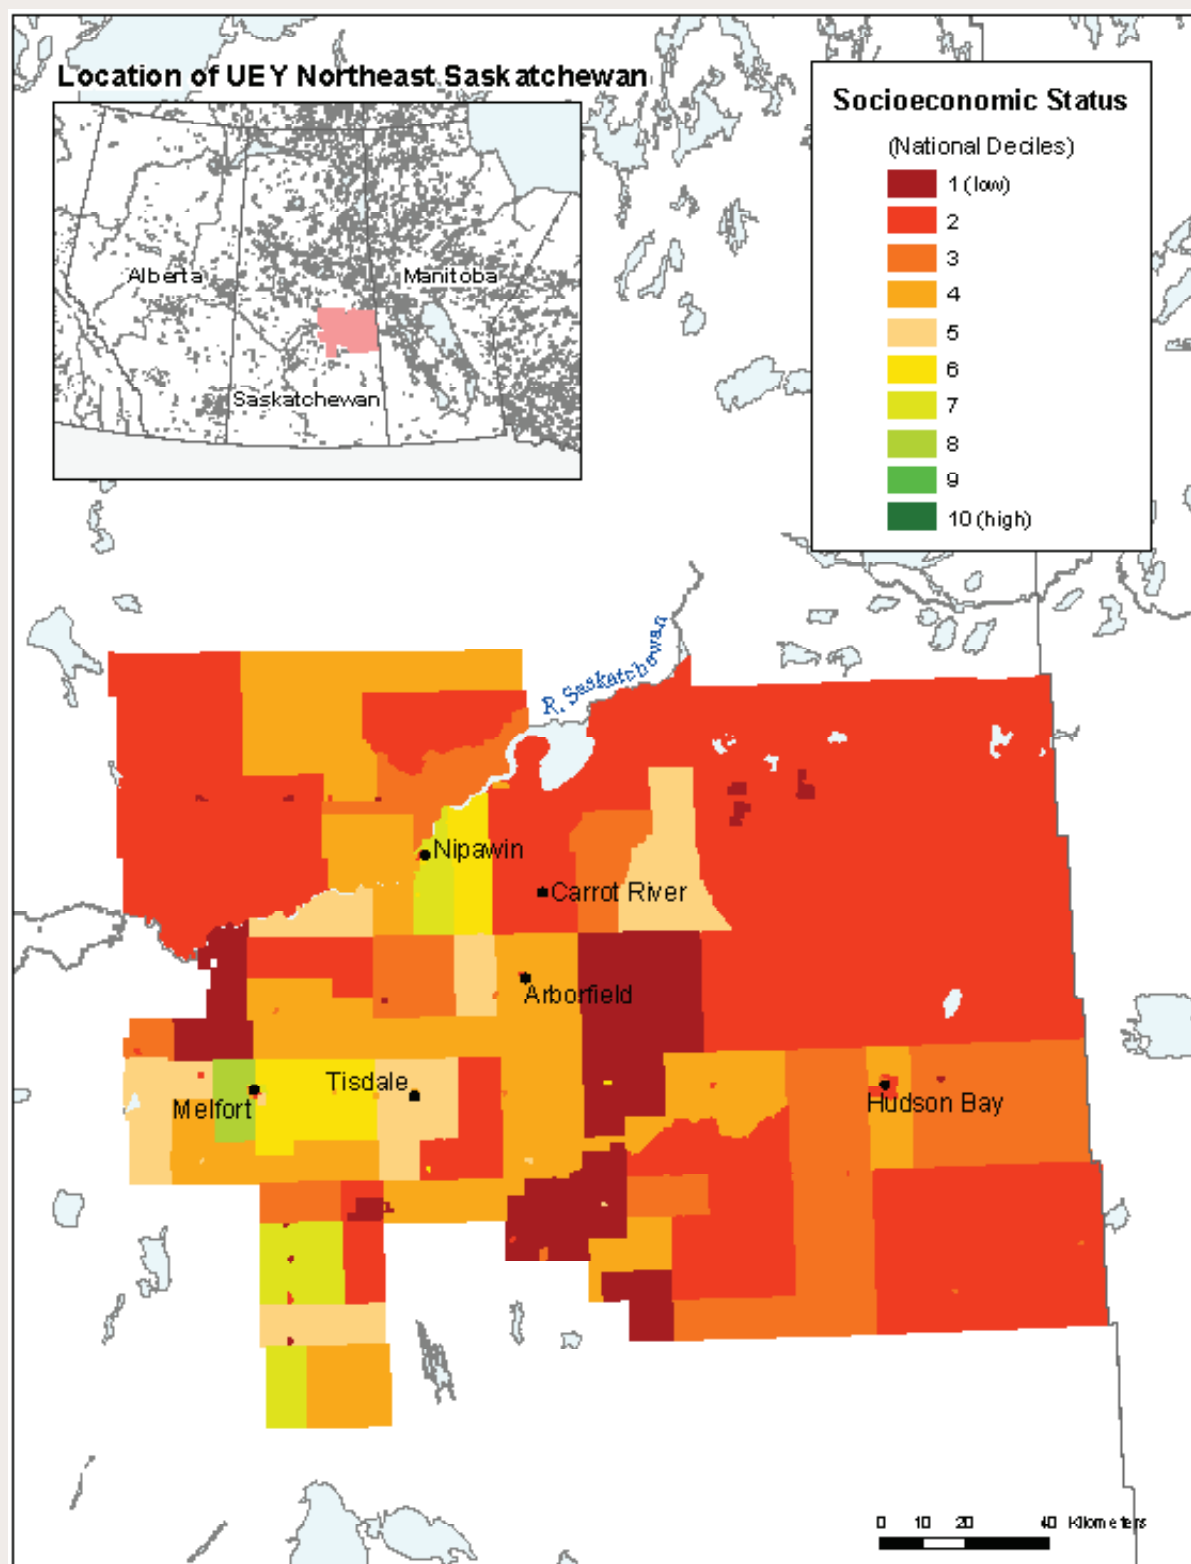 Location of UEY Northeast Saskatchewan
Alberta
Manitoba
Saskatchewan
Socioeconomic Status
(National Deciles)
1 (low)
2
3
4
5
6
7
8
9
10 (high)
R. Saskatchewan
Nipawin
Carrot River
Arborfield
Tisdale
Melfort
Hudson Bay
0 10 20 40 Kilometers